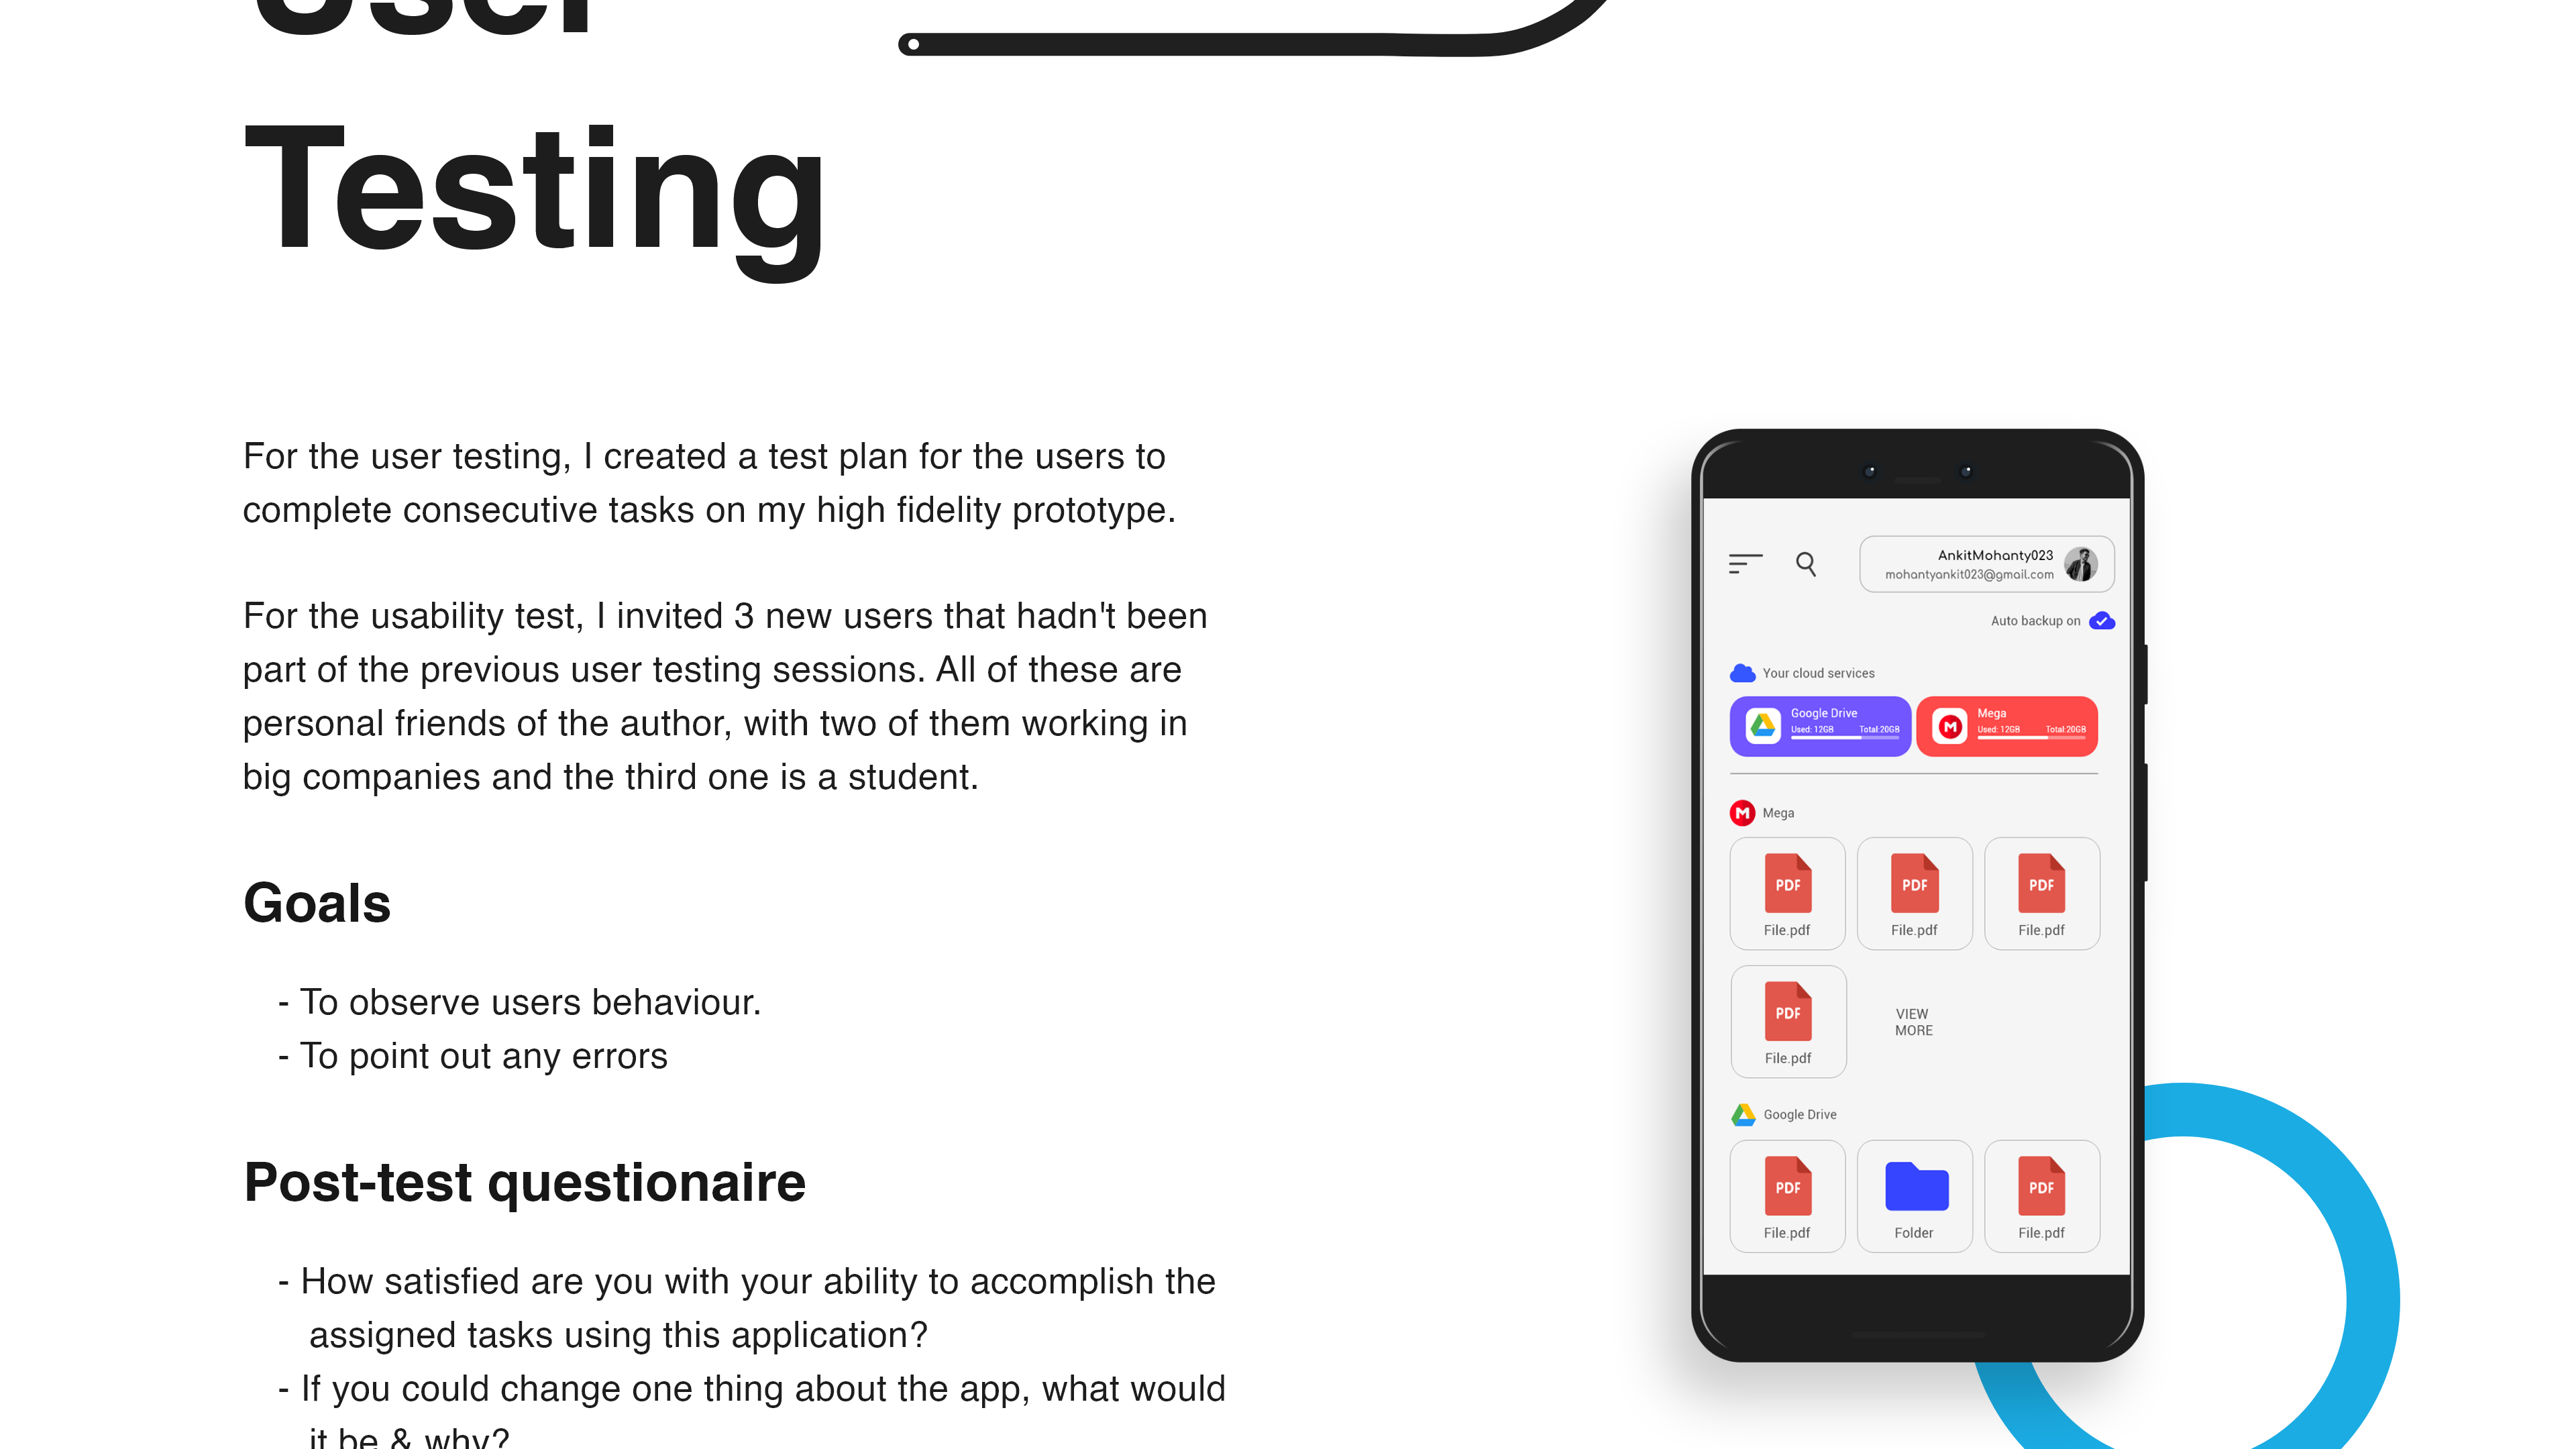 User
Testing
For the user testing, I created a test plan for the users to
complete consecutive tasks on my high fidelity prototype.
For the usability test, I invited 3 new users that hadn't been
part of the previous user testing sessions. All of these are
personal friends of the author, with two of them working in
big companies and the third one is a student.
Goals
- To observe users behaviour.
- To point out any errors
Post-test questionaire
- How satisfied are you with your ability to accomplish the
assigned tasks using this application?
- If you could change one thing about the app, what would
it be & why?
AnkitMohanty023
mohantyankit023@gmail.com
Auto backup on
Your cloud services
Google Drive
Used: 12GB Total:20GB
Mega
Used: 12GB Total:20GB
M Mega
PDF PDF PDF
File.pdf File.pdf File.pdf
PDF
File.pdf
VIEW
MORE
Google Drive
PDF PDF
File.pdf Folder File.pdf